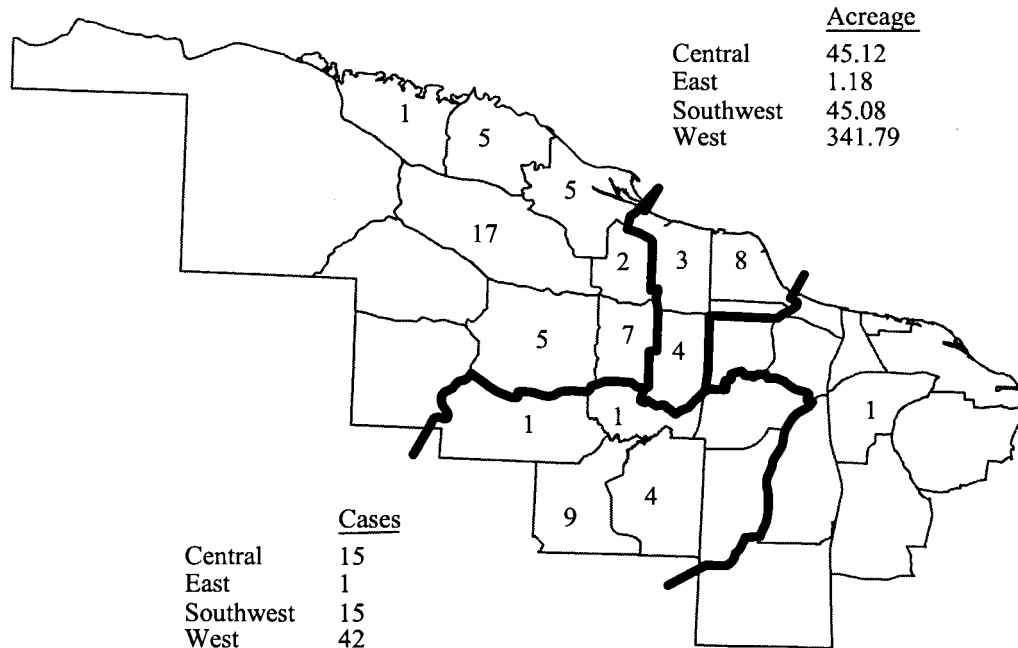 Acreage
Central 45.12
East 1.18
Southwest 45.08
West 341.79
1
5
5
17
2
3
8
5
7
4
1
1
1
9
4
Cases
Central 15
East 1
Southwest 15
West 42